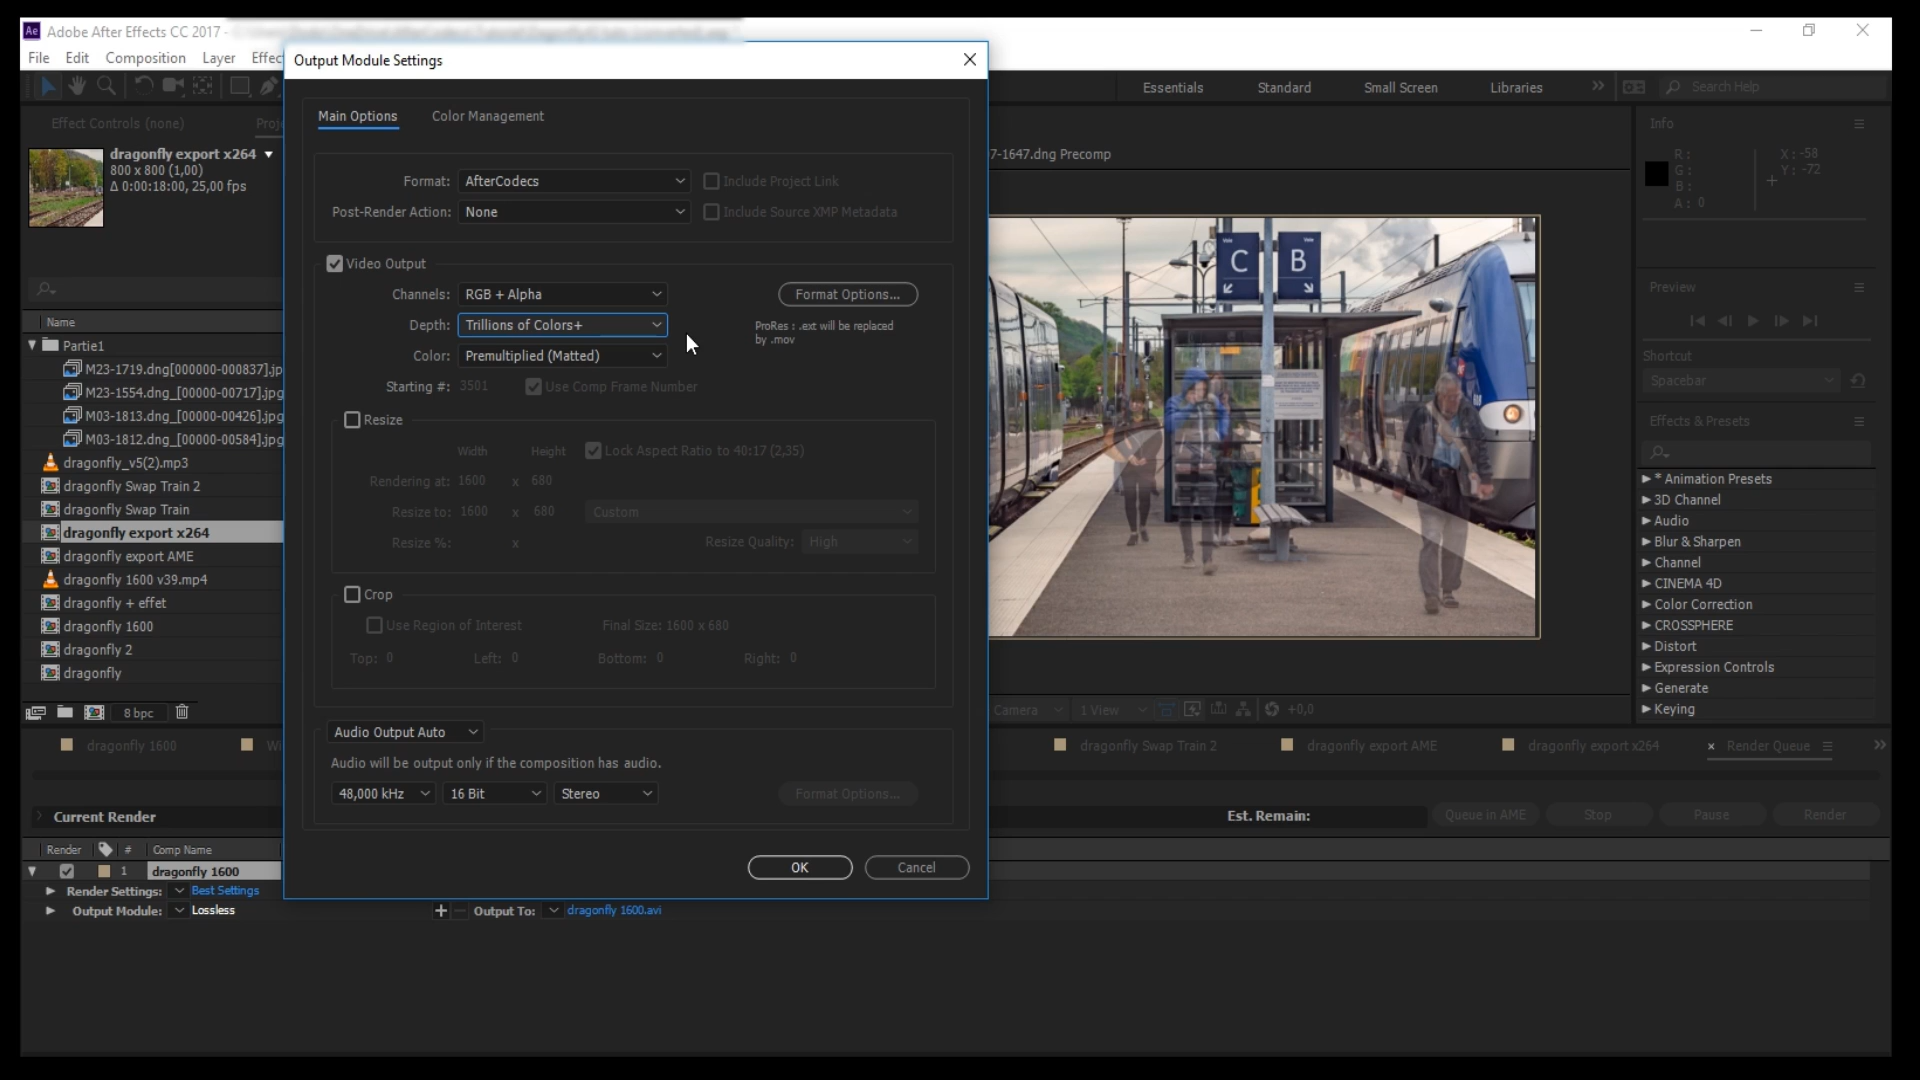 Adobe After Effects CC 2017 -
File Edit Composition Layer Effec
Output Module Settings
Essentials Standard Small Screen Libraries Search Help
Effect Controls (none) Proj
Main Options Color Management
Info
dragonfly export x264
800 x 800 (1,00)
Δ 0:00:18:00, 25,00 fps
7-1647.dng Precomp
R: X: -58
G: Y: -72
B:
A: 0
Format: AfterCodecs Include Project Link
Post-Render Action: None Include Source XMP Metadata
C B
Video Output
Channels: RGB + Alpha Format Options...
Depth: Trillions of Colors+ ProRes : .ext will be replaced
by .mov
Color: Premultiplied (Matted)
Starting #: 3501 Use Comp Frame Number
Preview
Shortcut
Spacebar
Effects & Presets
Name
Partie1
M23-1719.dng[000000-000837].jp
M23-1554.dng_[00000-00717].jpg
M03-1813.dng_[00000-00426].jpg
M03-1812.dng_[00000-00584].jpg
dragonfly_v5(2).mp3
dragonfly Swap Train 2
dragonfly Swap Train
dragonfly export x264
dragonfly export AME
dragonfly 1600 v39.mp4
dragonfly + effet
dragonfly 1600
dragonfly 2
dragonfly
8 bpc
Resize
Width Height Lock Aspect Ratio to 40:17 (2,35)
Rendering at: 1600 x 680
Resize to: 1600 x 680 Custom
Resize %: x Resize Quality: High
Crop
Use Region of Interest Final Size: 1600 x 680
Top: 0 Left: 0 Bottom: 0 Right: 0
* Animation Presets
3D Channel
Audio
Blur & Sharpen
Channel
CINEMA 4D
Color Correction
CROSSPHERE
Distort
Expression Controls
Generate
Keying
Camera 1 View +0,0
dragonfly 1600 Wi dragonfly Swap Train 2 dragonfly export AME dragonfly export x264 × Render Queue
Audio Output Auto
Audio will be output only if the composition has audio.
48,000 kHz 16 Bit Stereo Format Options...
Current Render Est. Remain: Queue in AME Stop Pause Render
Render # Comp Name
OK Cancel
1 dragonfly 1600
Render Settings: Best Settings
Output Module: Lossless Output To: dragonfly 1600.avi